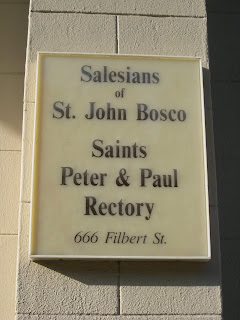 Salesians
of
St. John Bosco
Saints
Peter & Paul
Rectory
666 Filbert St.